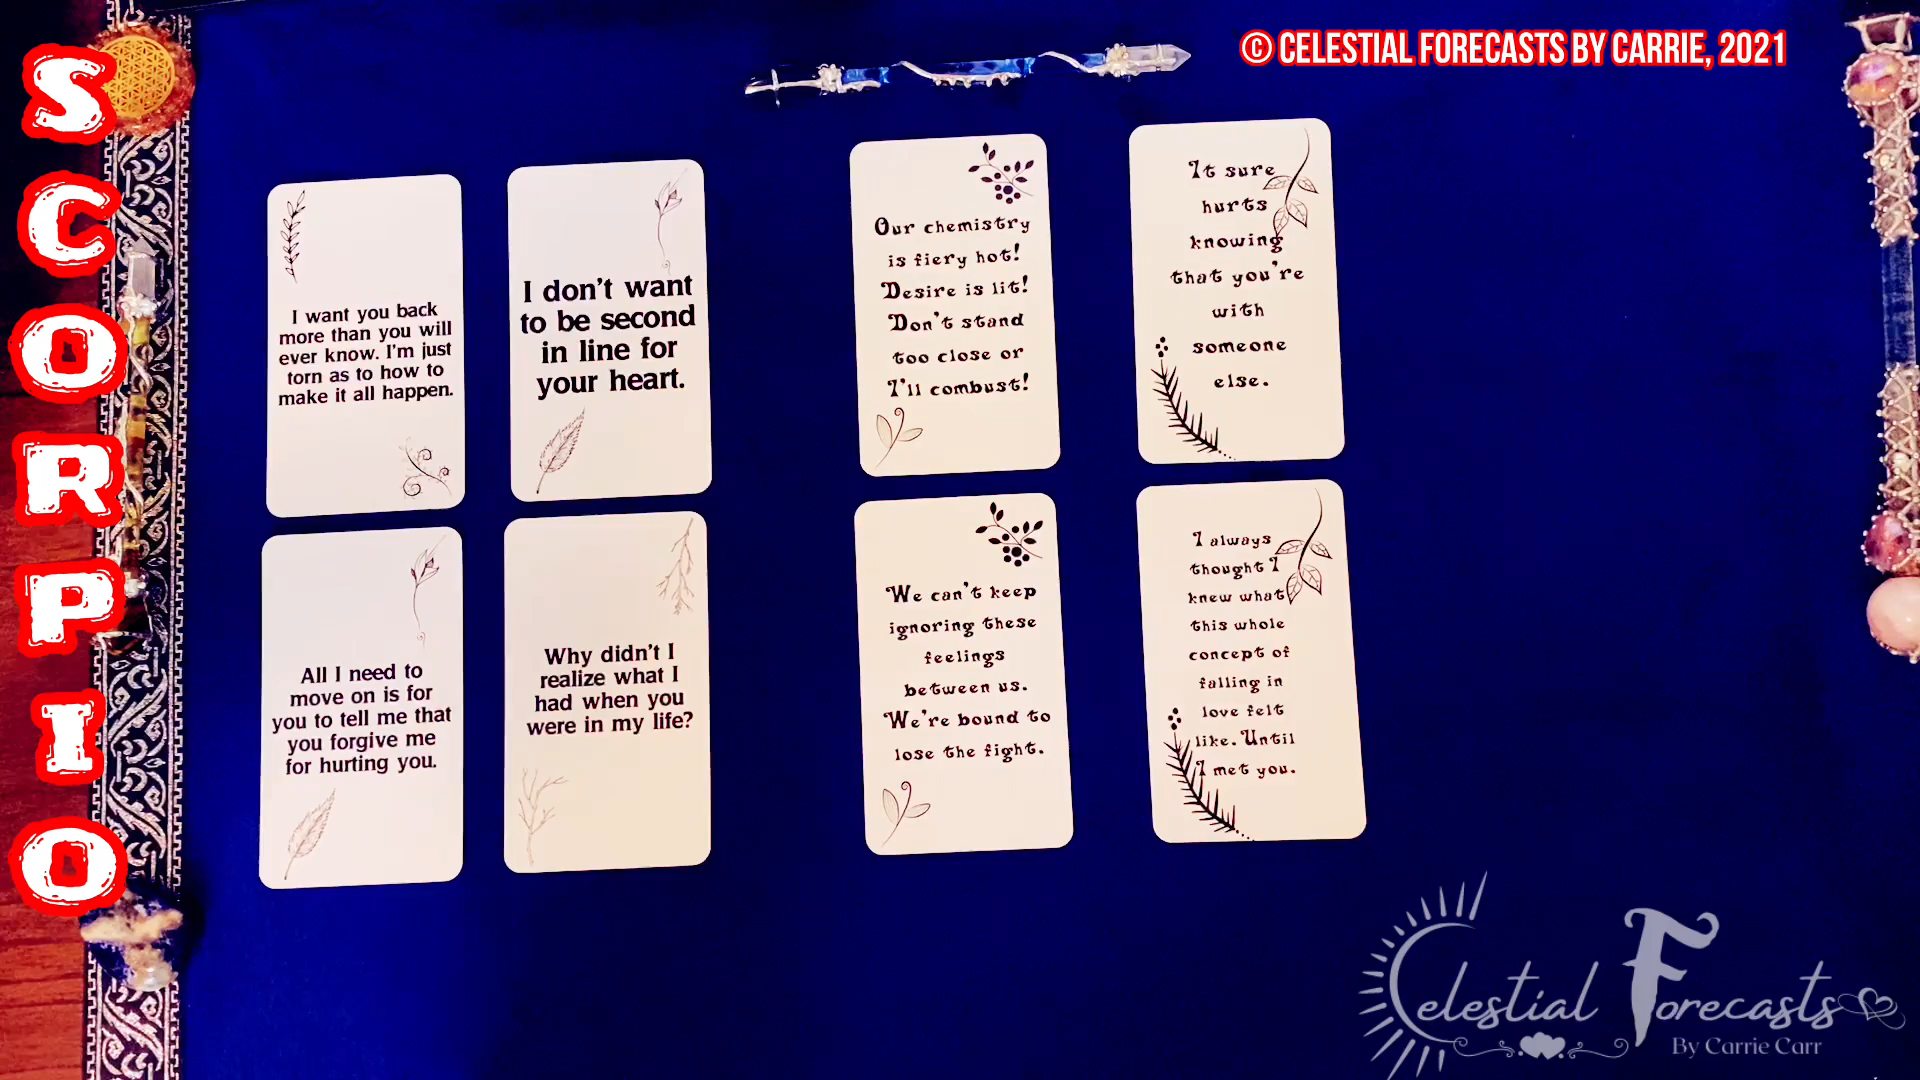 SCORPIO
© CELESTIAL FORECASTS BY CARRIE, 2021
I want you back
more than you will
ever know. I'm just
torn as to how to
make it all happen.
I don't want
to be second
in line for
your heart.
Our chemistry
is fiery hot!
Desire is lit!
Don't stand
too close or
I'll combust!
It sure
hurts
knowing
that you're
with
someone
else.
All I need to
move on is for
you to tell me that
you forgive me
for hurting you.
Why didn't I
realize what I
had when you
were in my life?
We can't keep
ignoring these
feelings
between us.
We're bound to
lose the fight.
I always
thought I
knew what
this whole
concept of
falling in
love felt
like. Until
I met you.
Celestial Forecasts
By Carrie Carr